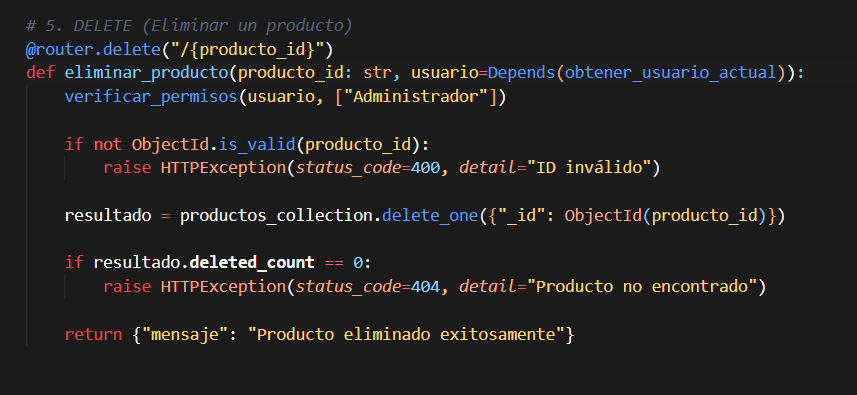 # 5. DELETE (Eliminar un producto)
@router.delete("/{producto_id}")
def eliminar_producto(producto_id: str, usuario=Depends(obtener_usuario_actual)):
    verificar_permisos(usuario, ["Administrador"])
    if not ObjectId.is_valid(producto_id):
        raise HTTPException(status_code=400, detail="ID inválido")
    resultado = productos_collection.delete_one({"_id": ObjectId(producto_id)})
    if resultado.deleted_count == 0:
        raise HTTPException(status_code=404, detail="Producto no encontrado")
    return {"mensaje": "Producto eliminado exitosamente"}